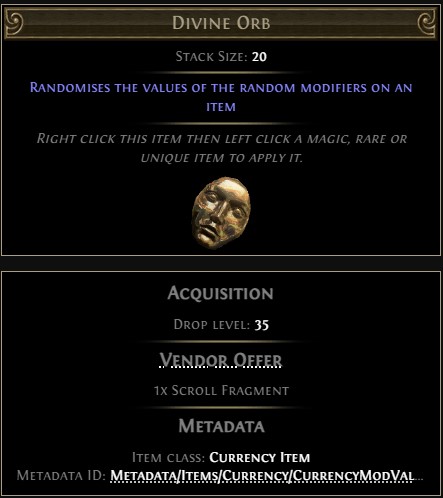 Divine Orb
Stack Size: 20
Randomises the values of the random modifiers on an
item
Right click this item then left click a magic, rare or
unique item to apply it.
Acquisition
Drop level: 35
Vendor Offer
1x Scroll Fragment
Metadata
Item class: Currency Item
Metadata ID: Metadata/Items/Currency/CurrencyModVal...